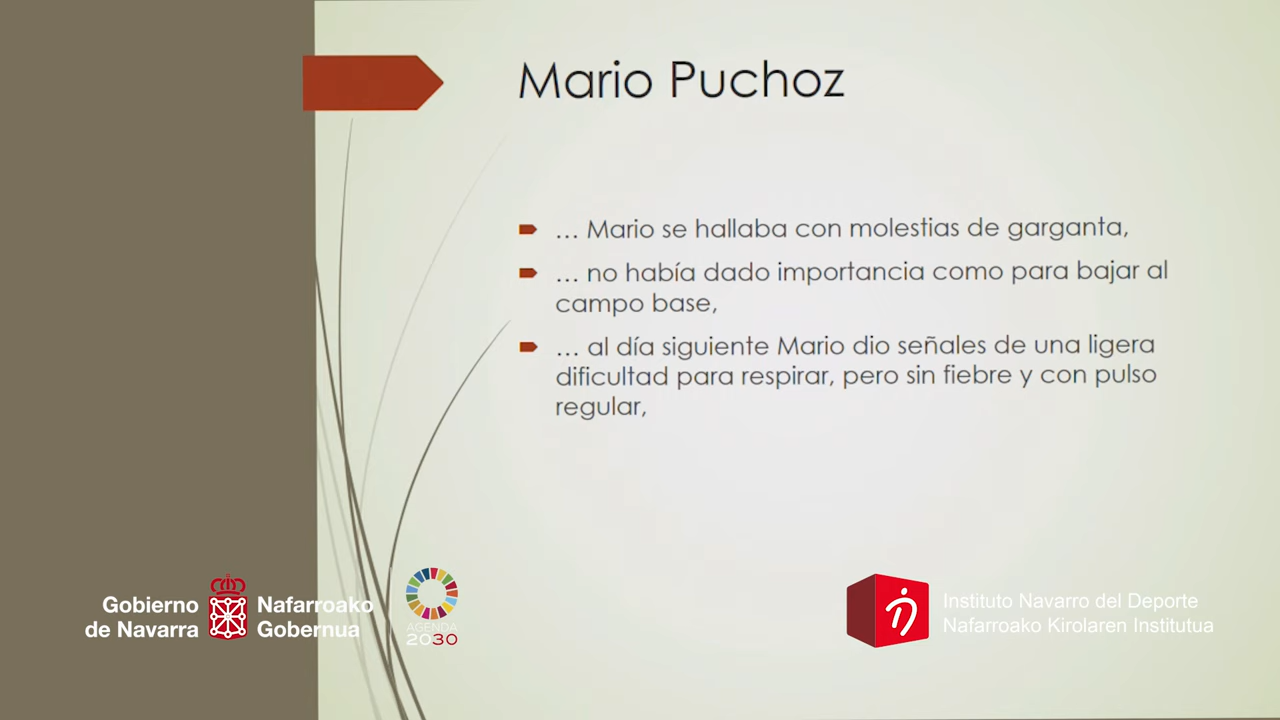 Mario Puchoz
... Mario se hallaba con molestias de garganta,
... no había dado importancia como para bajar al
campo base,
... al día siguiente Mario dio señales de una ligera
dificultad para respirar, pero sin fiebre y con pulso
regular,
Gobierno
de Navarra
Nafarroako
Gobernua
AGENDA
2030
Instituto Navarro del Deporte
Nafarroako Kirolaren Institutua